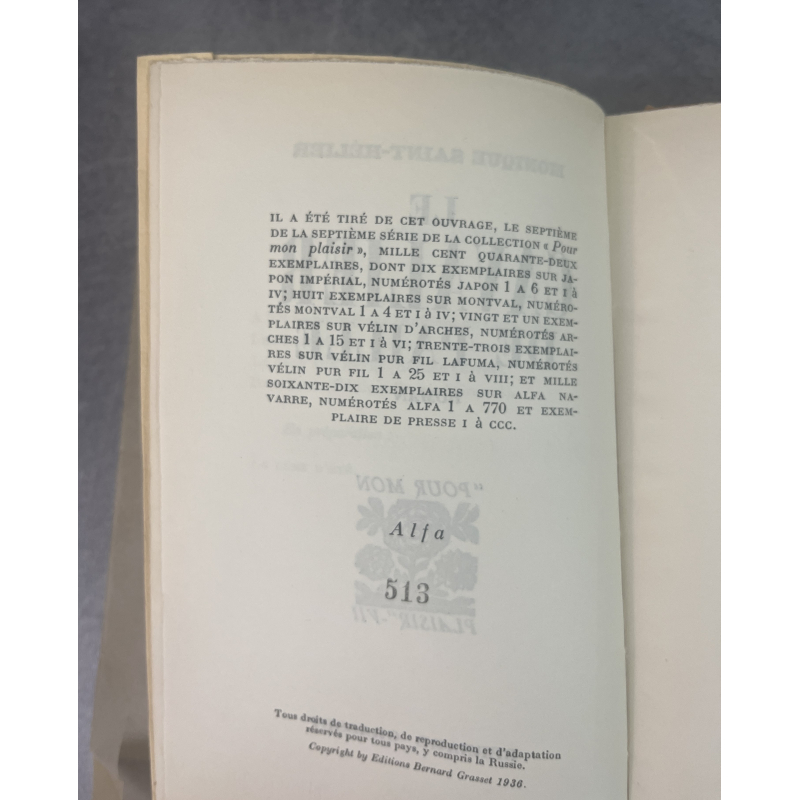 IL A ÉTÉ TIRÉ DE CET OUVRAGE, LE SEPTIÈME
DE LA SEPTIÈME SÉRIE DE LA COLLECTION « Pour
mon plaisir », MILLE CENT QUARANTE-DEUX
EXEMPLAIRES, DONT DIX EXEMPLAIRES SUR JA-
PON IMPÉRIAL, NUMÉROTÉS JAPON 1 A 6 ET I à
IV; HUIT EXEMPLAIRES SUR MONTVAL, NUMÉRO-
TÉS MONTVAL 1 A 4 ET I à IV; VINGT ET UN EXEM-
PLAIRES SUR VÉLIN D'ARCHES, NUMÉROTÉS AR-
CHES 1 A 15 ET I à VI; TRENTE-TROIS EXEMPLAI-
RES SUR VÉLIN PUR FIL LAFUMA, NUMÉROTÉS
VÉLIN PUR FIL 1 A 25 ET I à VIII; ET MILLE
SOIXANTE-DIX EXEMPLAIRES SUR ALFA NA-
VARRE, NUMÉROTÉS ALFA 1 A 770 ET EXEM-
PLAIRE DE PRESSE I à CCC.
Alfa
513
Tous droits de traduction, de reproduction et d'adaptation
réservés pour tous pays, y compris la Russie.
Copyright by Editions Bernard Grasset 1936.